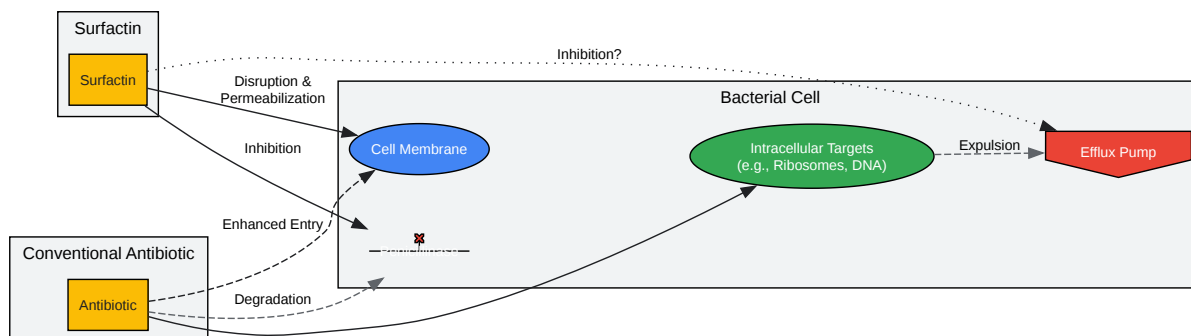 Surfactin
Surfactin
Inhibition?
Disruption &
Permeabilization
Bacterial Cell
Cell Membrane
Intracellular Targets
(e.g., Ribosomes, DNA)
Expulsion
Efflux Pump
Inhibition
Enhanced Entry
Conventional Antibiotic
Antibiotic
Degradation